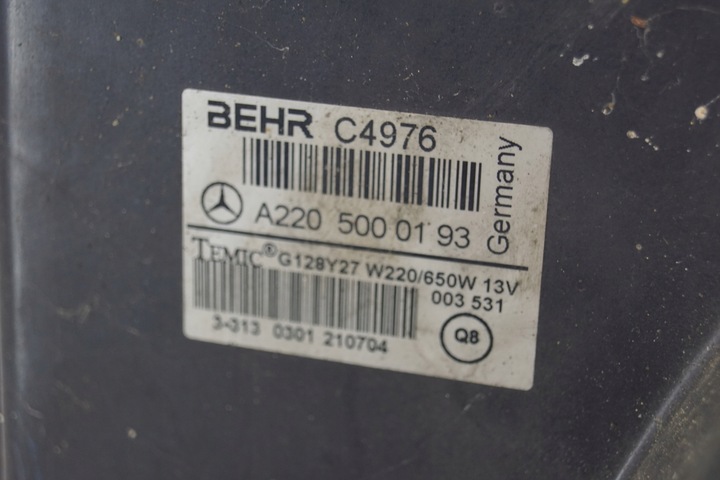 BEHR C4976
A220 500 01 93
Germany
TEMIC® G128Y27 W220/650W 13V
003 531
3-313 0301 210704
Q8